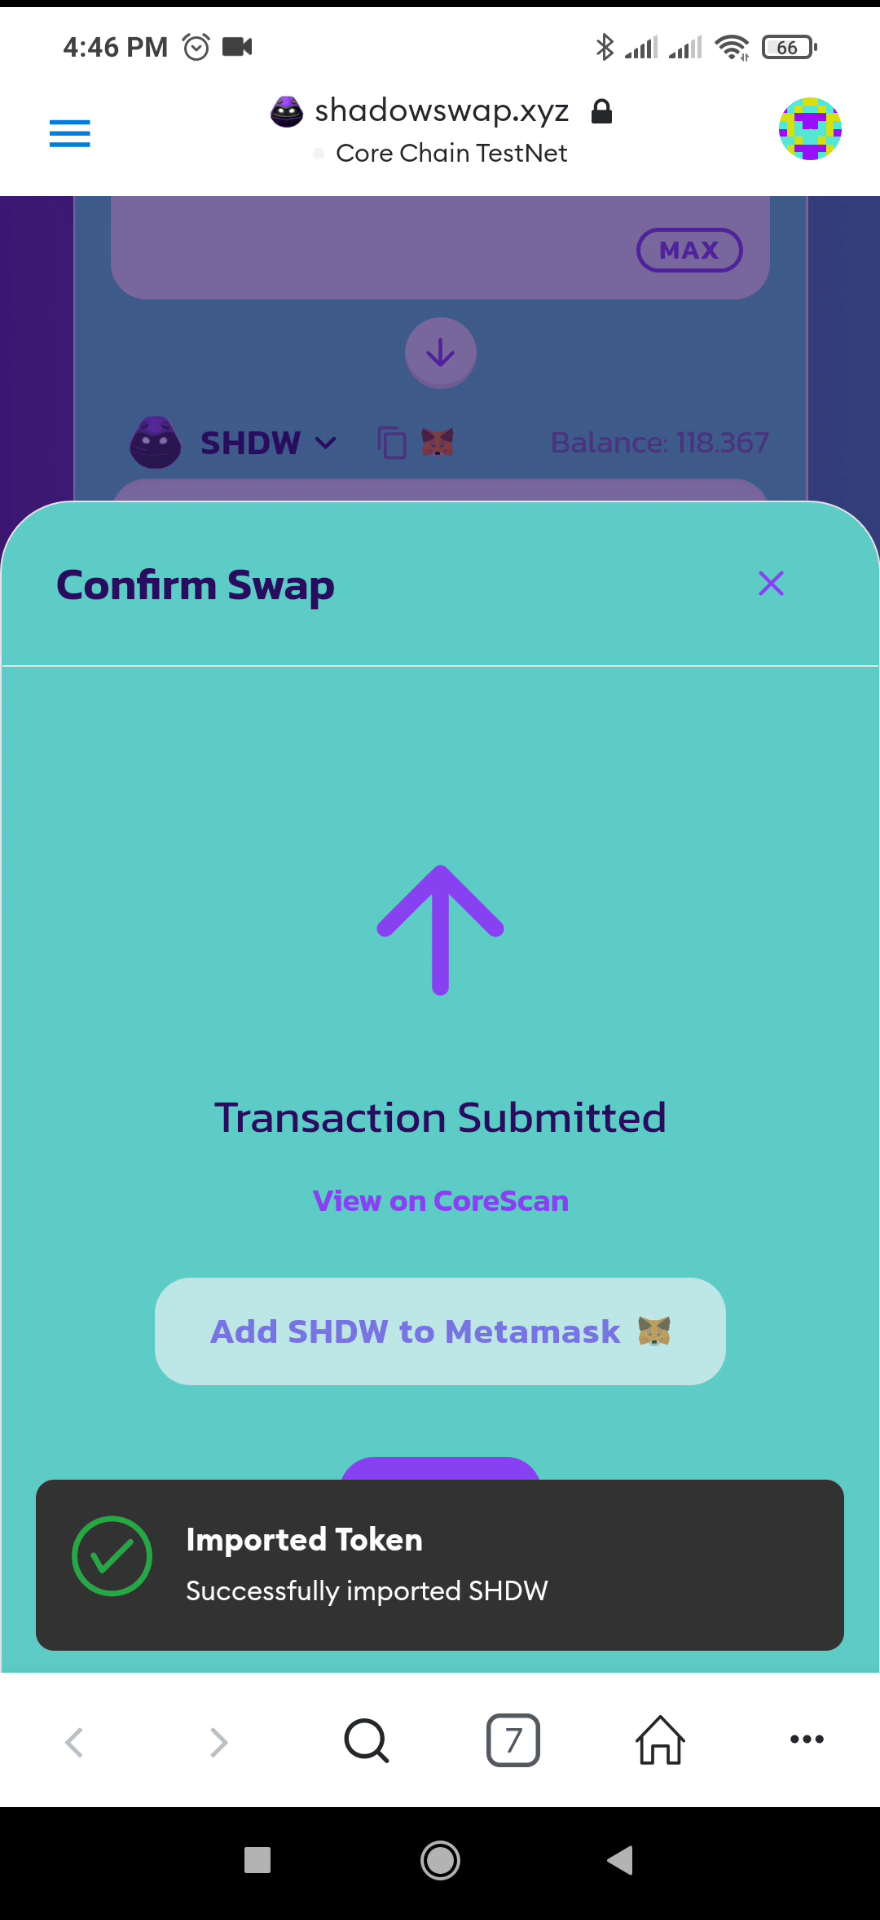 4:46 PM
66
shadowswap.xyz
Core Chain TestNet
MAX
SHDW
Balance: 118.367
Confirm Swap
Transaction Submitted
View on CoreScan
Add SHDW to Metamask
Imported Token
Successfully imported SHDW
7